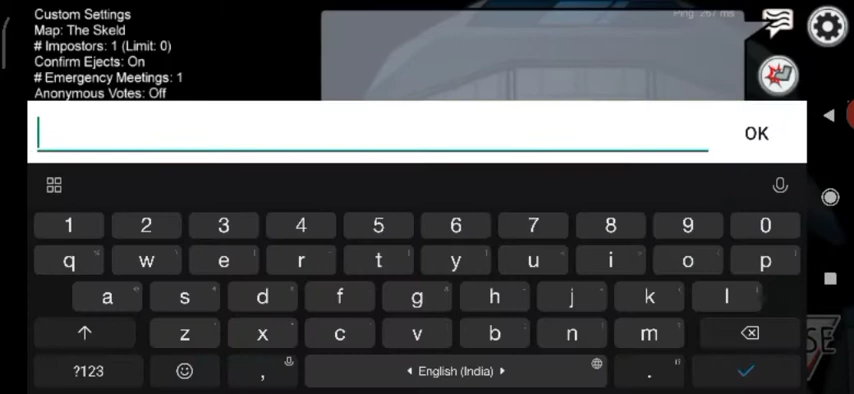 Custom Settings
Map: The Skeld
# Impostors: 1 (Limit: 0)
Confirm Ejects: On
# Emergency Meetings: 1
Anonymous Votes: Off
Ping: 267 ms
OK
1 2 3 4 5 6 7 8 9 0
q w e r t y u i o p
a s d f g h j k l
z x c v b n m
?123 , English (India) .